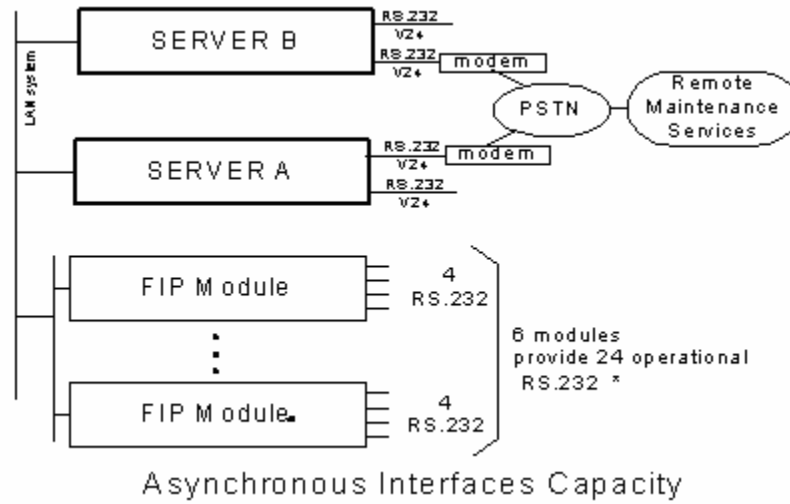 LAN system
SERVER B
RS.232
V24
RS.232
V24
modem
PSTN
Remote
Maintenance
Services
SERVER A
RS.232
V24
modem
RS.232
V24
FIP Module
4
RS.232
FIP Module
4
RS.232
6 modules
provide 24 operational
RS.232 *
Asynchronous Interfaces Capacity